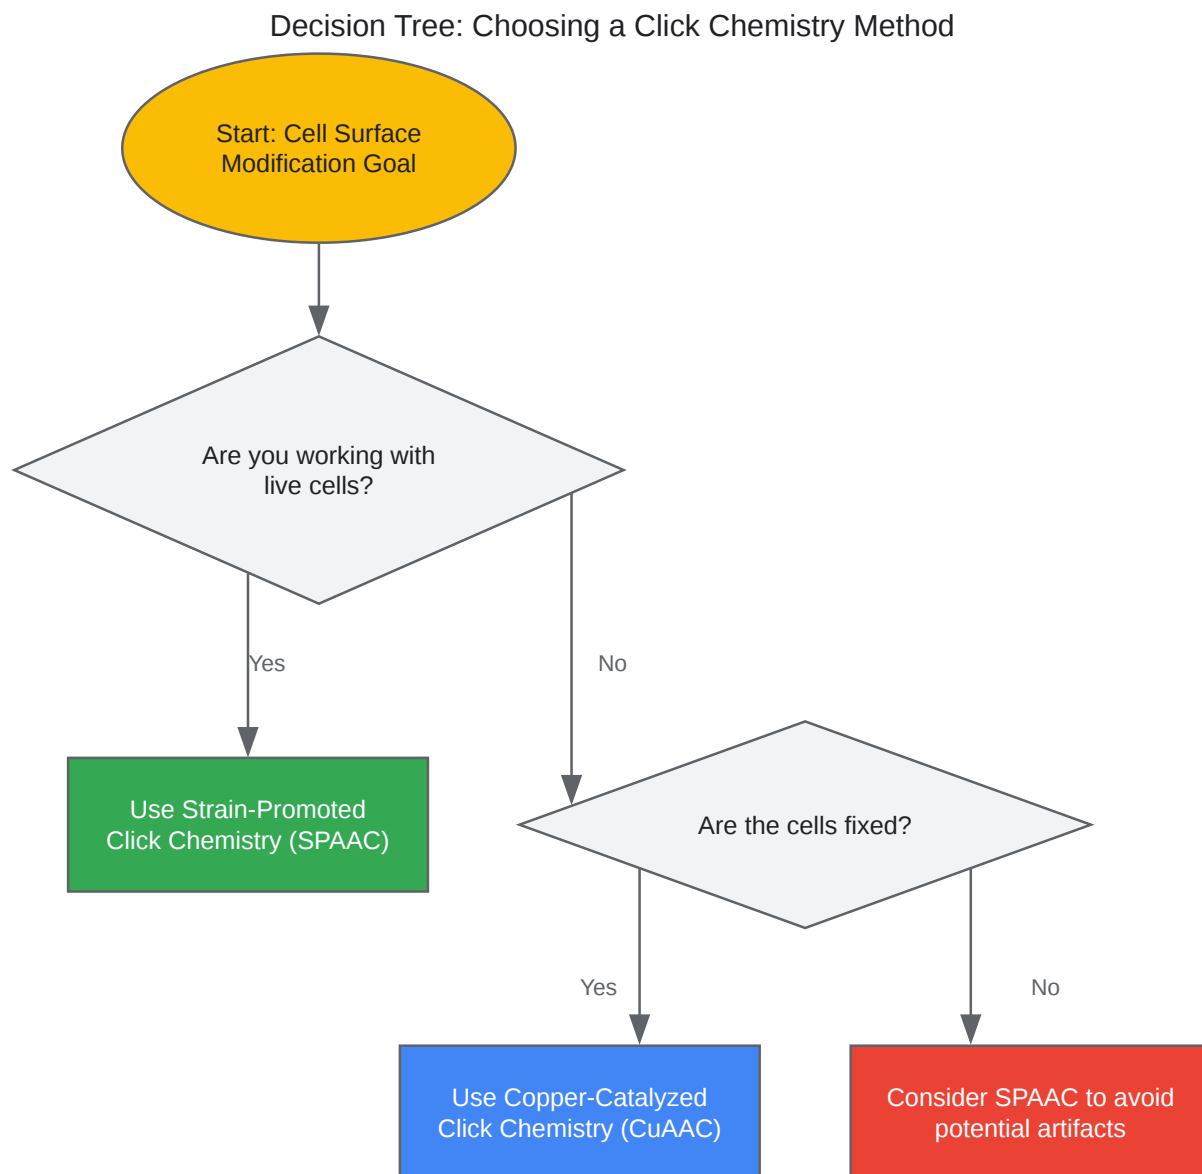 Decision Tree: Choosing a Click Chemistry Method
Start: Cell Surface
Modification Goal
Are you working with
live cells?
Yes
No
Use Strain-Promoted
Click Chemistry (SPAAC)
Are the cells fixed?
Yes
No
Use Copper-Catalyzed
Click Chemistry (CuAAC)
Consider SPAAC to avoid
potential artifacts